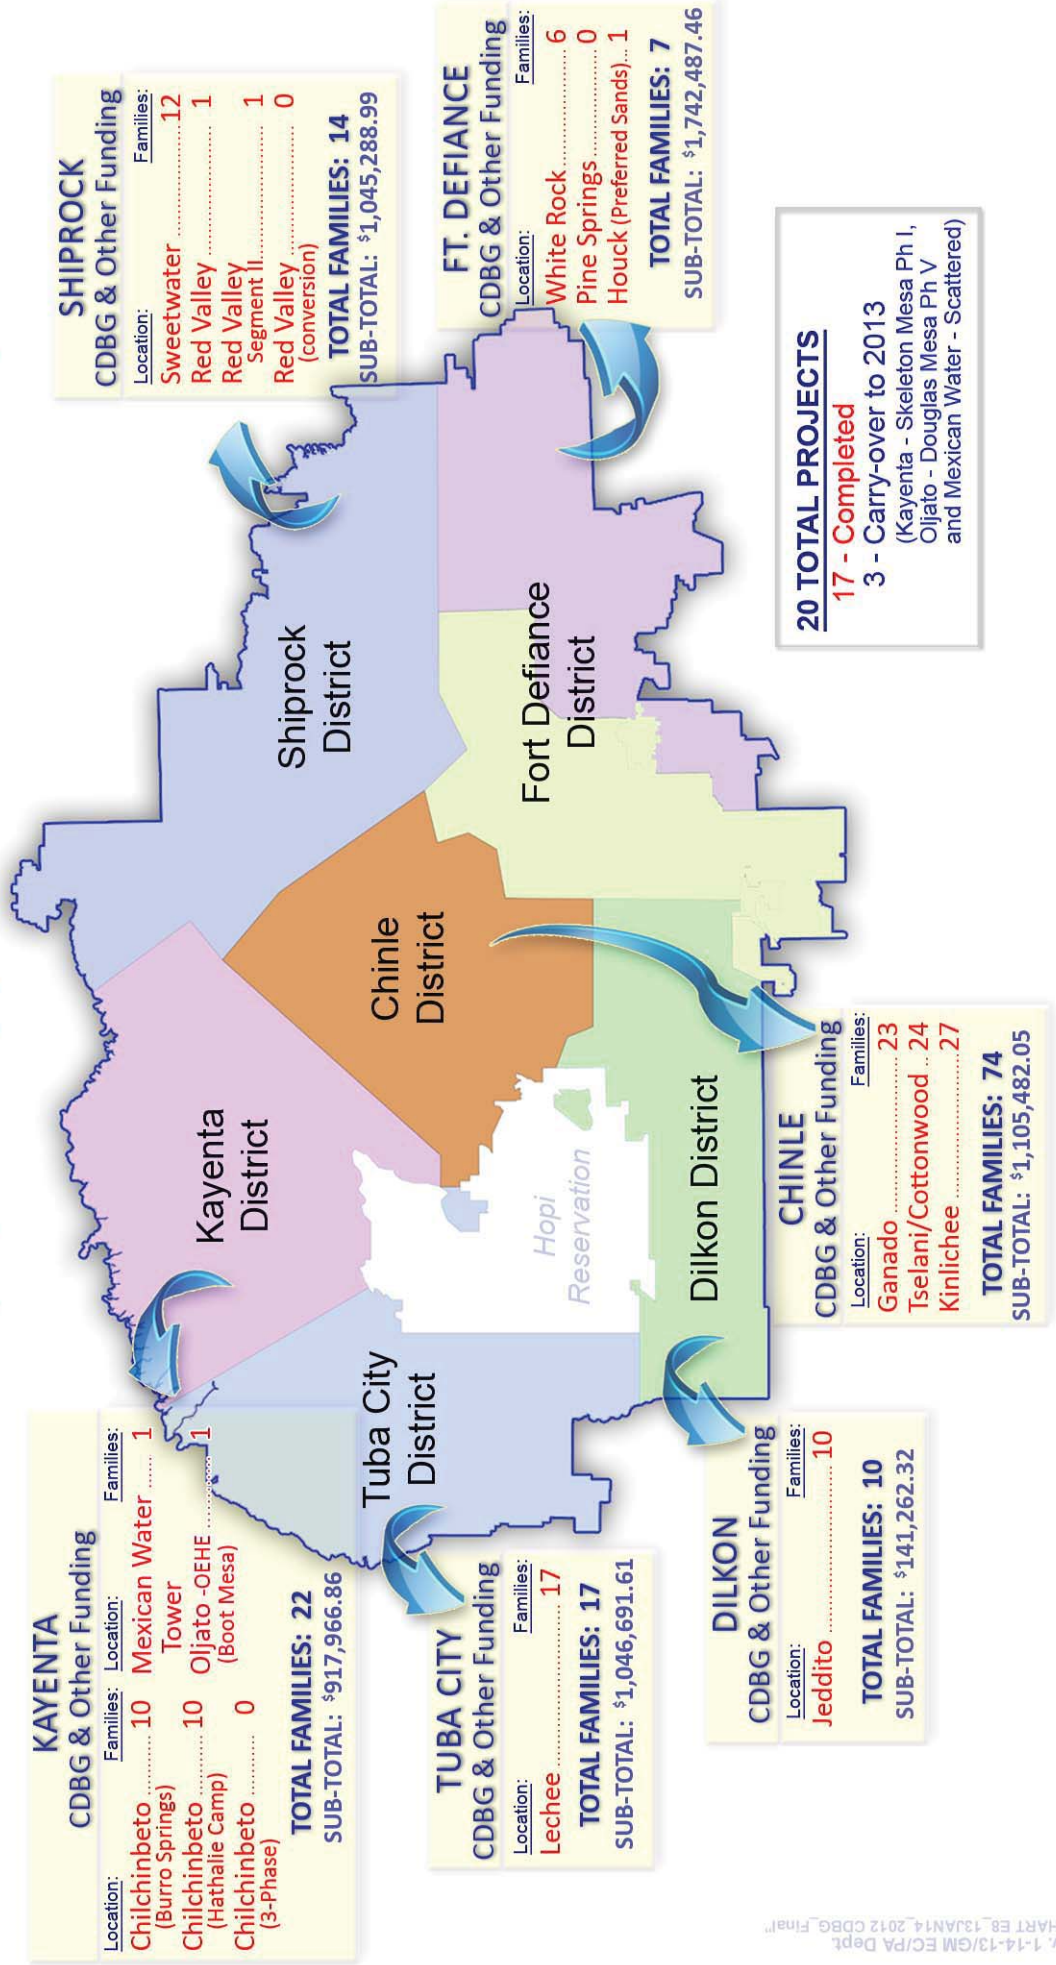 KAYENTA
CDBG & Other Funding
Location: Families: Location: Families:
Chilchinbeto ........ 10 Mexican Water ...... 1
(Burro Springs) Tower
Chilchinbeto ........ 10 Oljato -OEHE .......... 1
(Hathalie Camp) (Boot Mesa)
Chilchinbeto ........ 0
(3-Phase)
TOTAL FAMILIES: 22
SUB-TOTAL: $917,966.86
SHIPROCK
CDBG & Other Funding
Location: Families:
Sweetwater .................. 12
Red Valley .................... 1
Red Valley
Segment II .................... 1
Red Valley .................... 0
(conversion)
TOTAL FAMILIES: 14
SUB-TOTAL: $1,045,288.99
TUBA CITY
CDBG & Other Funding
Location: Families:
Lechee ............................ 17
TOTAL FAMILIES: 17
SUB-TOTAL: $1,046,691.61
FT. DEFIANCE
CDBG & Other Funding
Location: Families:
White Rock .................. 6
Pine Springs ................ 0
Houck (Preferred Sands)... 1
TOTAL FAMILIES: 7
SUB-TOTAL: $1,742,487.46
Kayenta
District
Shiprock
District
Tuba City
District
Chinle
District
Fort Defiance
District
Hopi
Reservation
Dilkon District
DILKON
CDBG & Other Funding
Location: Families:
Jeddito ............................ 10
TOTAL FAMILIES: 10
SUB-TOTAL: $141,262.32
CHINLE
CDBG & Other Funding
Location: Families:
Ganado ........................ 23
Tselani/Cottonwood .. 24
Kinlichee ...................... 27
TOTAL FAMILIES: 74
SUB-TOTAL: $1,105,482.05
20 TOTAL PROJECTS
17 - Completed
3 - Carry-over to 2013
(Kayenta - Skeleton Mesa Ph I,
Oljato - Douglas Mesa Ph V
and Mexican Water - Scattered)
1-14-13/GM EC/PA Dept.
E8_13JAN14_2012 CDBG_Final"